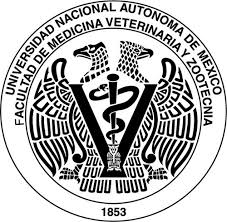 UNIVERSIDAD NACIONAL AUTONOMA DE MEXICO
FACULTAD DE MEDICINA VETERINARIA Y ZOOTECNIA
V
1853